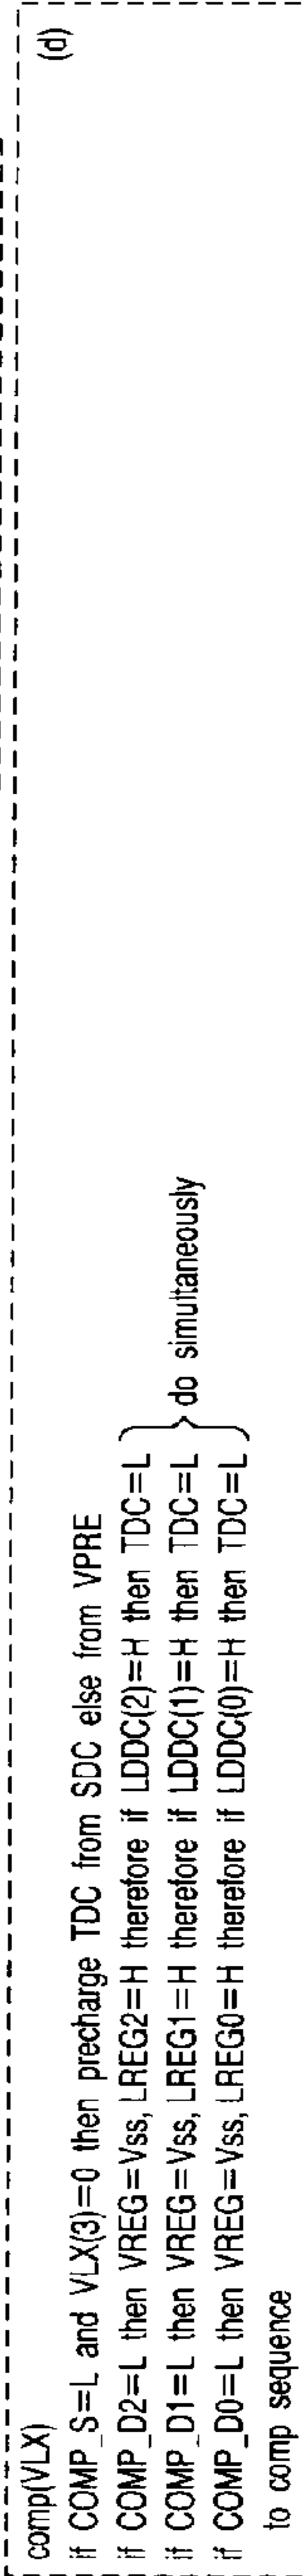 (d)
comp(VLX)
if COMP_S=L and VLX(3)=0 then precharge TDC from SDC else from VPRE
if COMP_D2=L then VREG=Vss, LREG2=H therefore if LDDC(2)=H then TDC=L
if COMP_D1=L then VREG=Vss, LREG1=H therefore if LDDC(1)=H then TDC=L
if COMP_D0=L then VREG=Vss, LREG0=H therefore if LDDC(0)=H then TDC=L
do simultaneously
to comp sequence